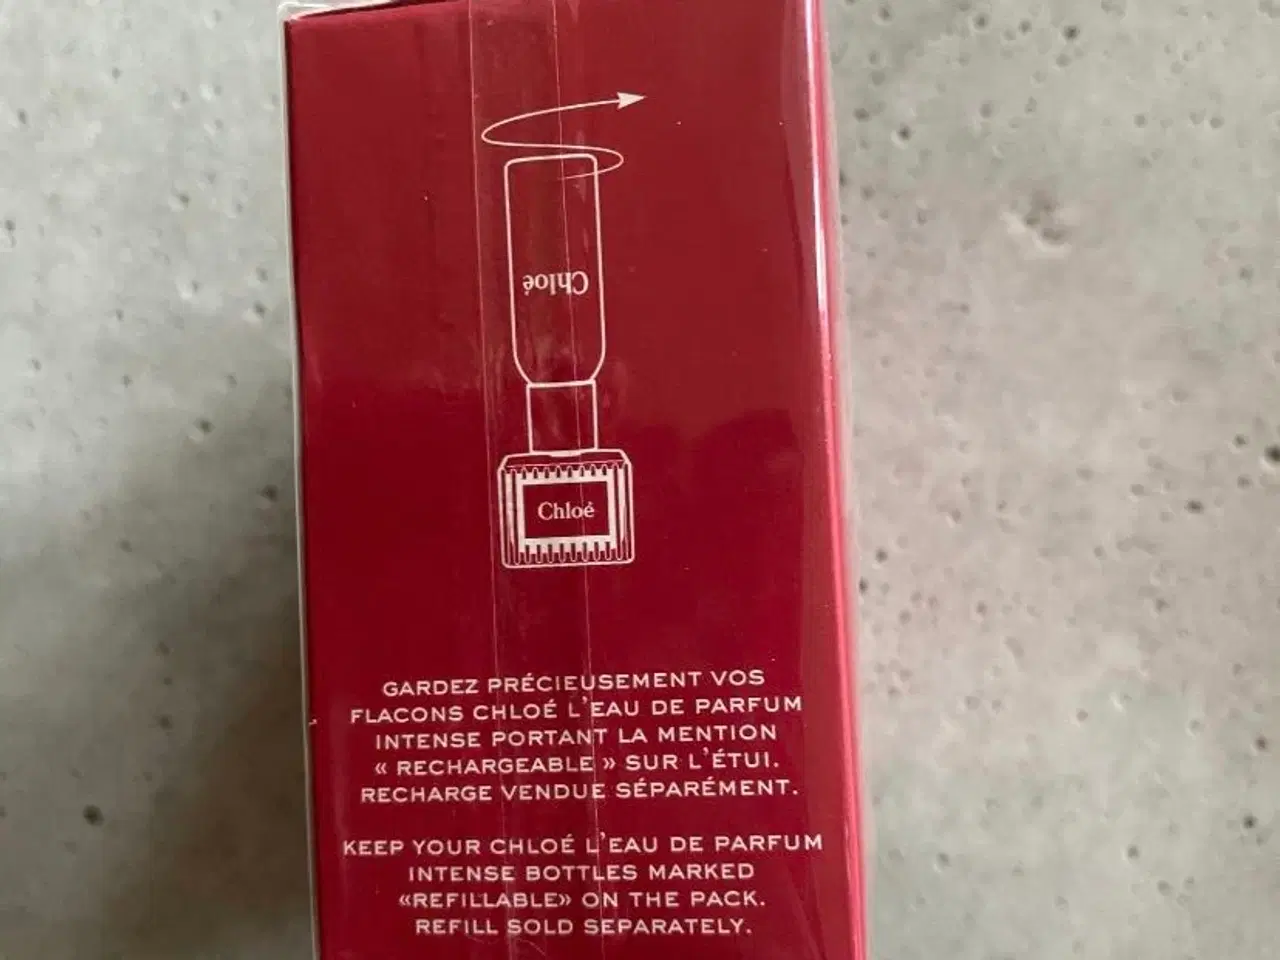 Chloé
Chloé
GARDEZ PRÉCIEUSEMENT VOS
FLACONS CHLOÉ L'EAU DE PARFUM
INTENSE PORTANT LA MENTION
« RECHARGEABLE » SUR L'ÉTUI.
RECHARGE VENDUE SÉPARÉMENT.
KEEP YOUR CHLOÉ L'EAU DE PARFUM
INTENSE BOTTLES MARKED
«REFILLABLE» ON THE PACK.
REFILL SOLD SEPARATELY.